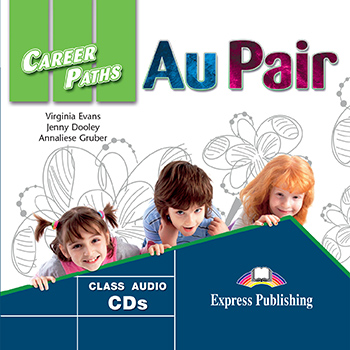 CAREER
PATHS
Au Pair
Virginia Evans
Jenny Dooley
Annaliese Gruber
CLASS AUDIO
CDs
Express Publishing